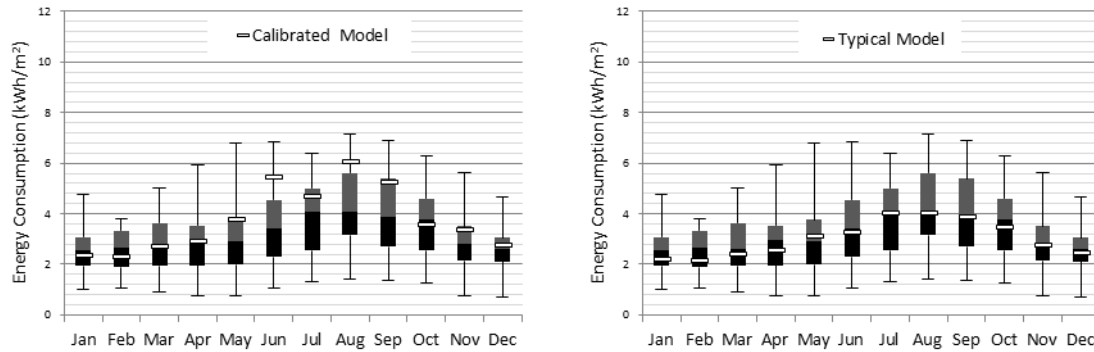 Energy Consumption (kWh/m²)
12
10
8
6
4
2
0
Calibrated Model
Jan Feb Mar Apr May Jun Jul Aug Sep Oct Nov Dec
Energy Consumption (kWh/m²)
12
10
8
6
4
2
0
Typical Model
Jan Feb Mar Apr May Jun Jul Aug Sep Oct Nov Dec